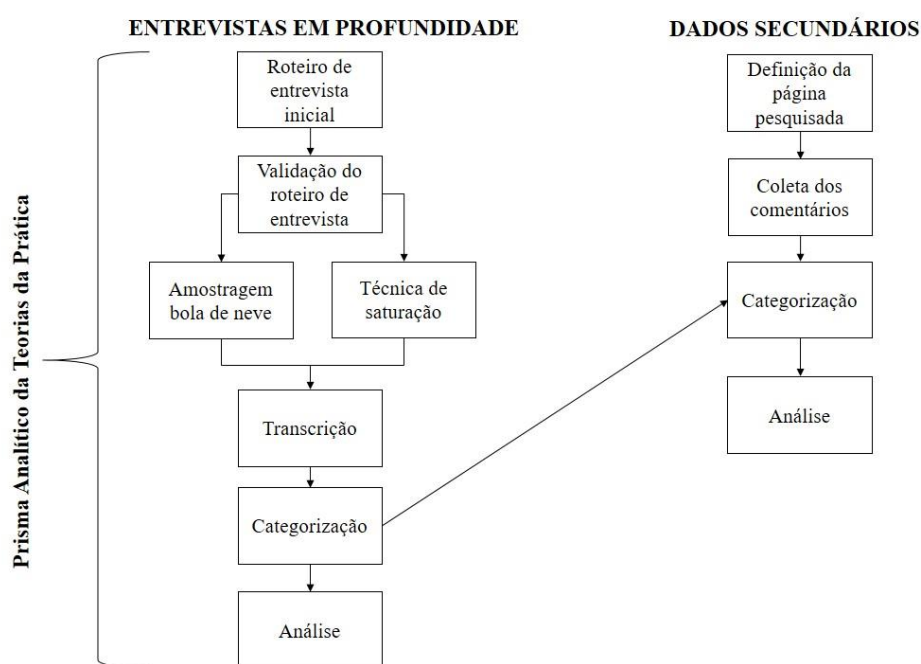 ENTREVISTAS EM PROFUNDIDADE
Roteiro de
entrevista
inicial
Validação do
roteiro de
entrevista
Amostragem
bola de neve
Técnica de
saturação
Transcrição
Categorização
Análise
DADOS SECUNDÁRIOS
Definição da
página
pesquisada
Coleta dos
comentários
Categorização
Análise
Prisma Analítico da Teorias da Prática